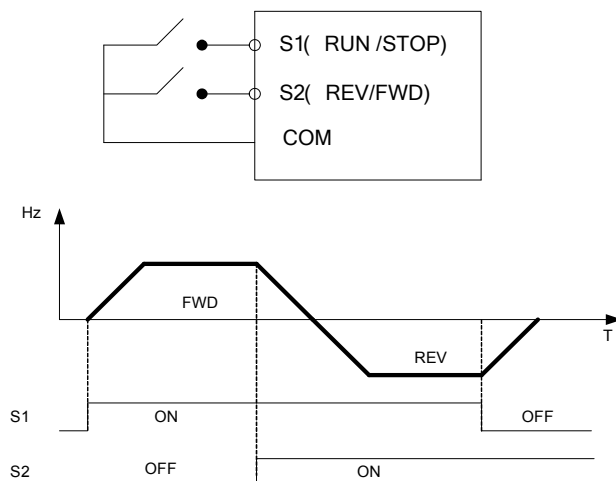 S1( RUN /STOP)
S2( REV/FWD)
COM
Hz
FWD
T
REV
S1 ON OFF
S2 OFF ON